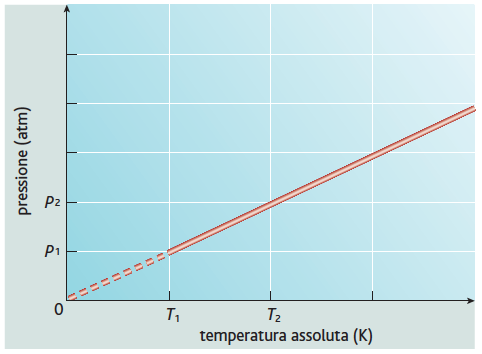 pressione (atm)
P2
P1
0
T1
T2
temperatura assoluta (K)